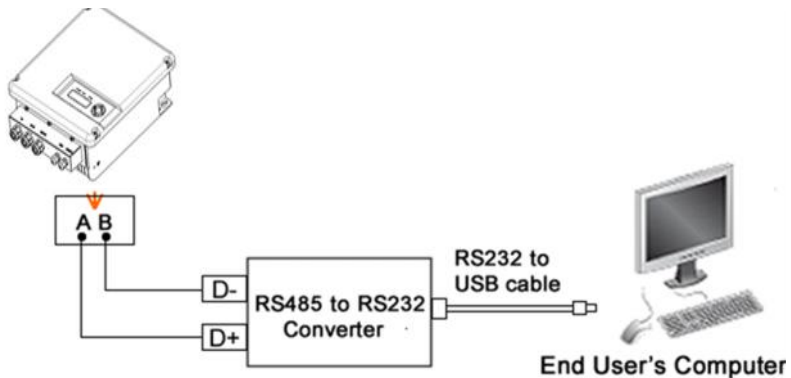 A B
D-
D+
RS485 to RS232
Converter
RS232 to
USB cable
End User's Computer